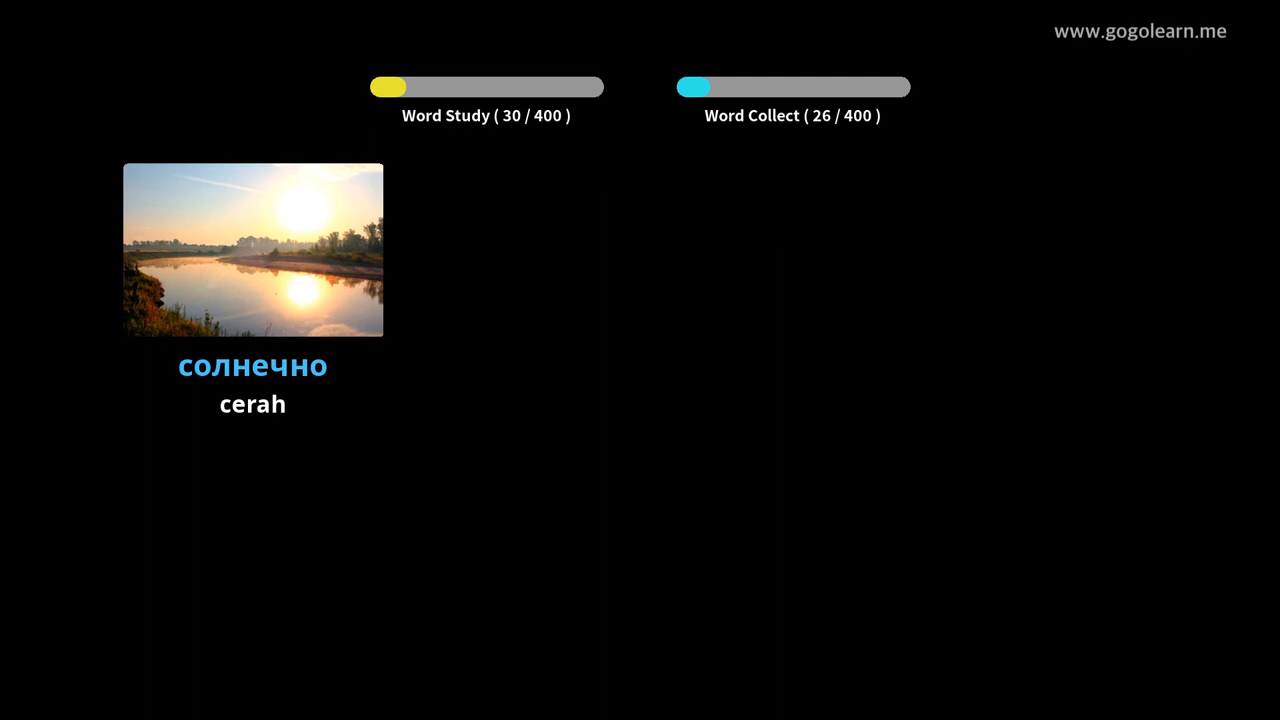 www.gogolearn.me
Word Study ( 30 / 400 )
Word Collect ( 26 / 400 )
солнечно
cerah